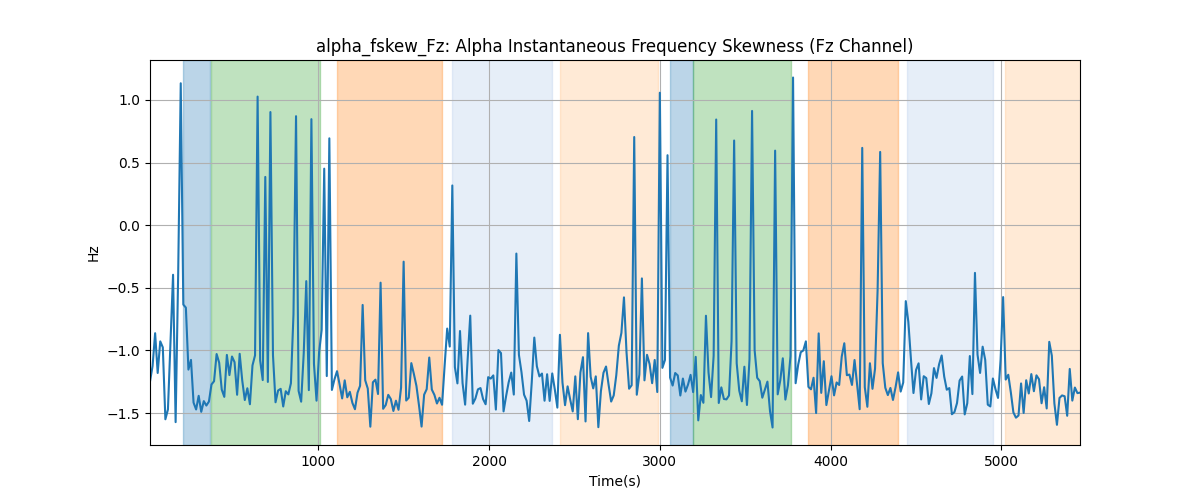 alpha_fskew_Fz: Alpha Instantaneous Frequency Skewness (Fz Channel)
1.0
0.5
0.0
−0.5
−1.0
−1.5
Hz
1000 2000 3000 4000 5000
Time(s)